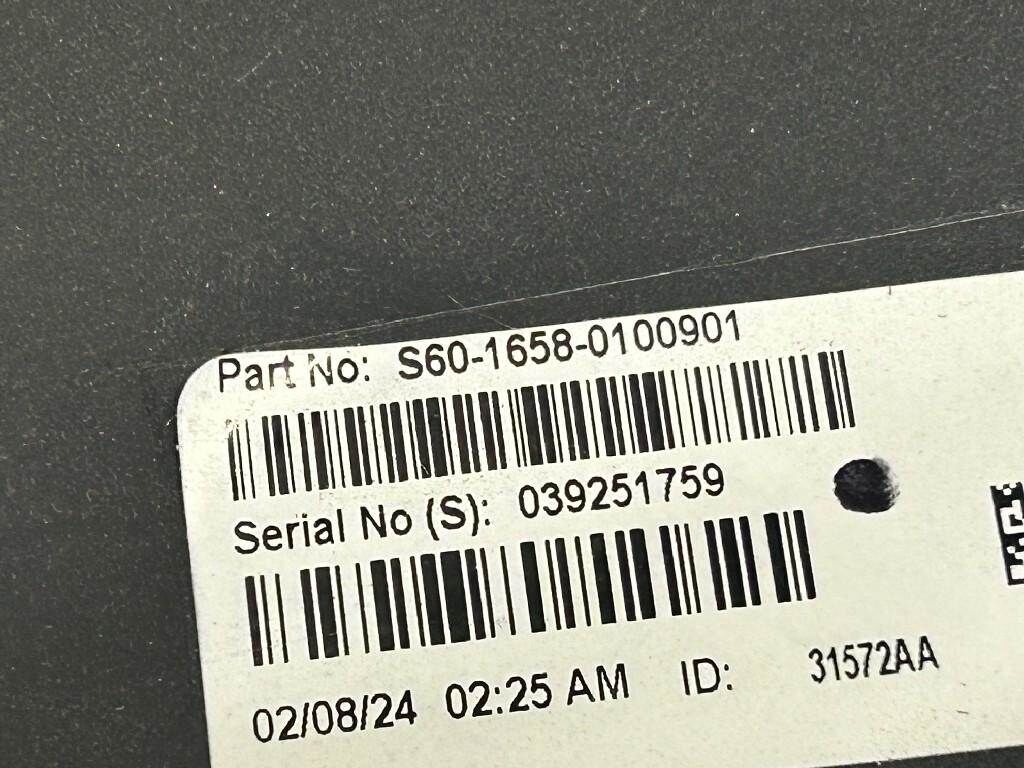 Part No: S60-1658-0100901
Serial No (S): 039251759
02/08/24 02:25 AM ID: 31572AA